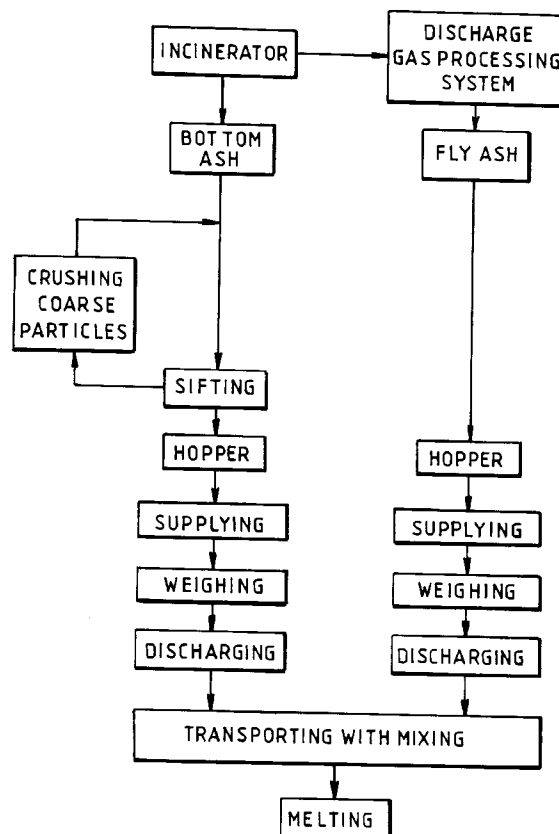 INCINERATOR
DISCHARGE
GAS PROCESSING
SYSTEM
BOTTOM
ASH
FLY ASH
CRUSHING
COARSE
PARTICLES
SIFTING
HOPPER
HOPPER
SUPPLYING
SUPPLYING
WEIGHING
WEIGHING
DISCHARGING
DISCHARGING
TRANSPORTING WITH MIXING
MELTING